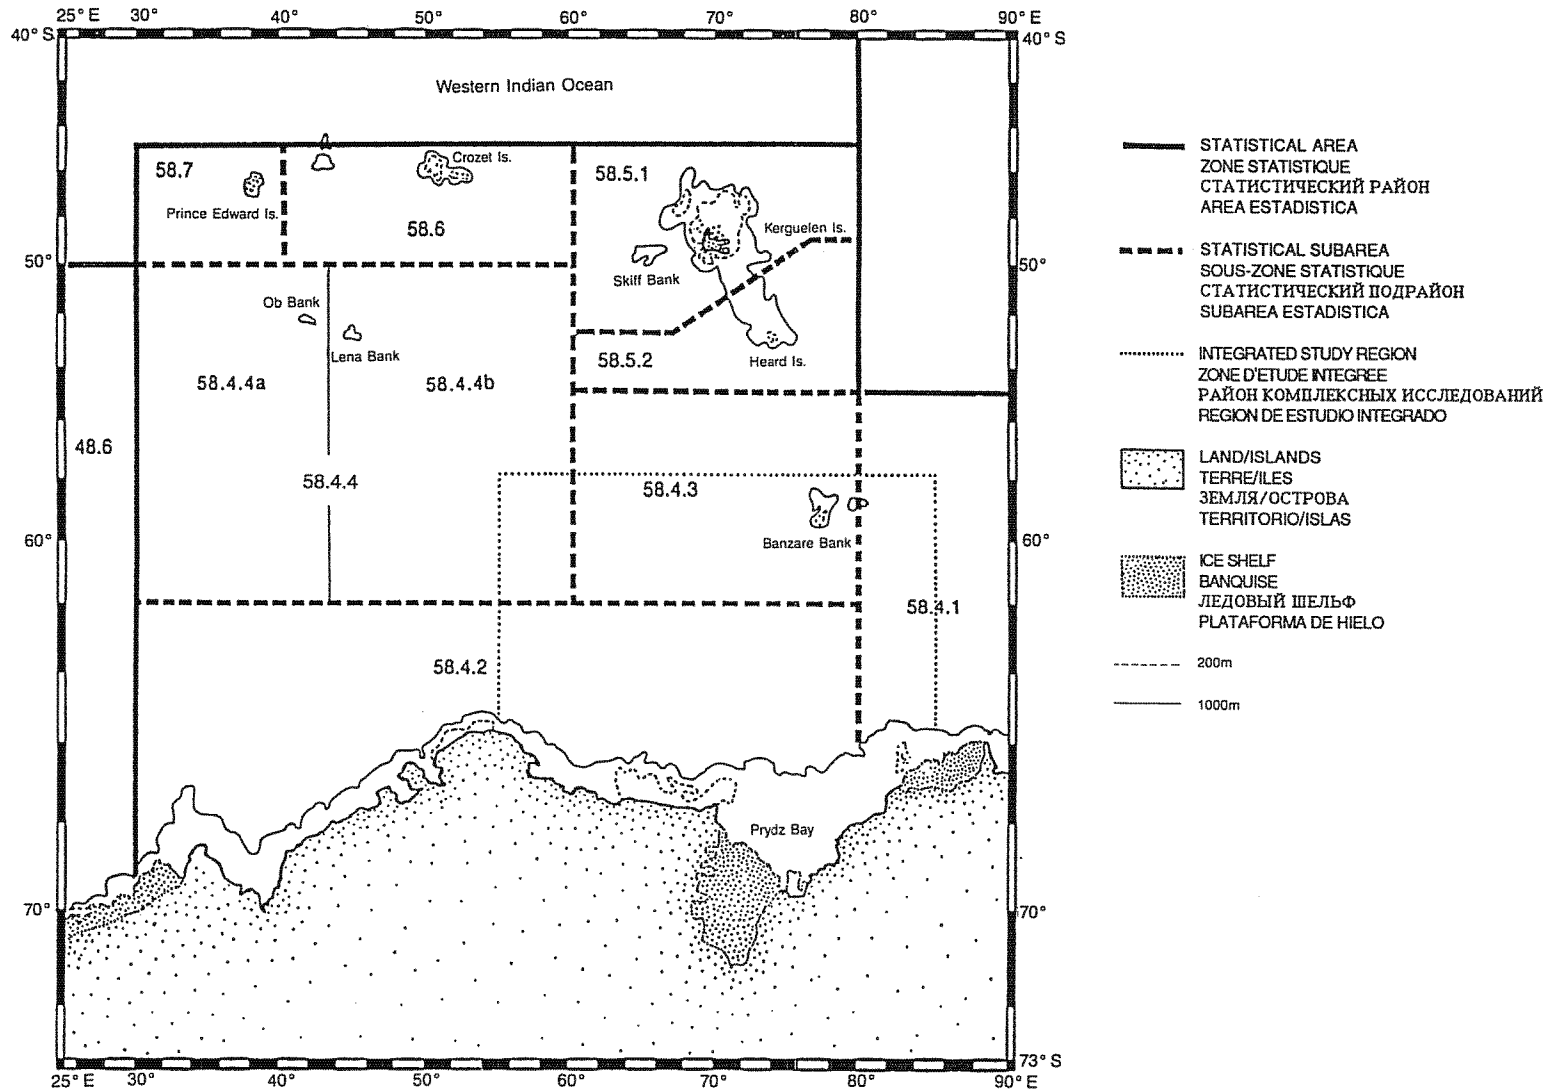 25° E 30° 40° 50° 60° 70° 80° 90° E
40° S 40° S
Western Indian Ocean
58.7
Crozet Is.
58.5.1
Prince Edward Is.
58.6
Kerguelen Is.
50° 50°
Skiff Bank
Ob Bank
Lena Bank
58.5.2
Heard Is.
58.4.4a
58.4.4b
48.6
58.4.4
58.4.3
60° 60°
Banzare Bank
58.4.1
58.4.2
Prydz Bay
70° 70°
73° S
25° E 30° 40° 50° 60° 70° 80° 90° E
STATISTICAL AREA
ZONE STATISTIQUE
СТАТИСТИЧЕСКИЙ РАЙОН
AREA ESTADISTICA
STATISTICAL SUBAREA
SOUS-ZONE STATISTIQUE
СТАТИСТИЧЕСКИЙ ПОДРАЙОН
SUBAREA ESTADISTICA
INTEGRATED STUDY REGION
ZONE D'ETUDE INTEGREE
РАЙОН КОМПЛЕКСНЫХ ИССЛЕДОВАНИЙ
REGION DE ESTUDIO INTEGRADO
LAND/ISLANDS
TERRE/ILES
ЗЕМЛЯ/ОСТРОВА
TERRITORIO/ISLAS
ICE SHELF
BANQUISE
ЛЕДОВЫЙ ШЕЛЬФ
PLATAFORMA DE HIELO
200m
1000m